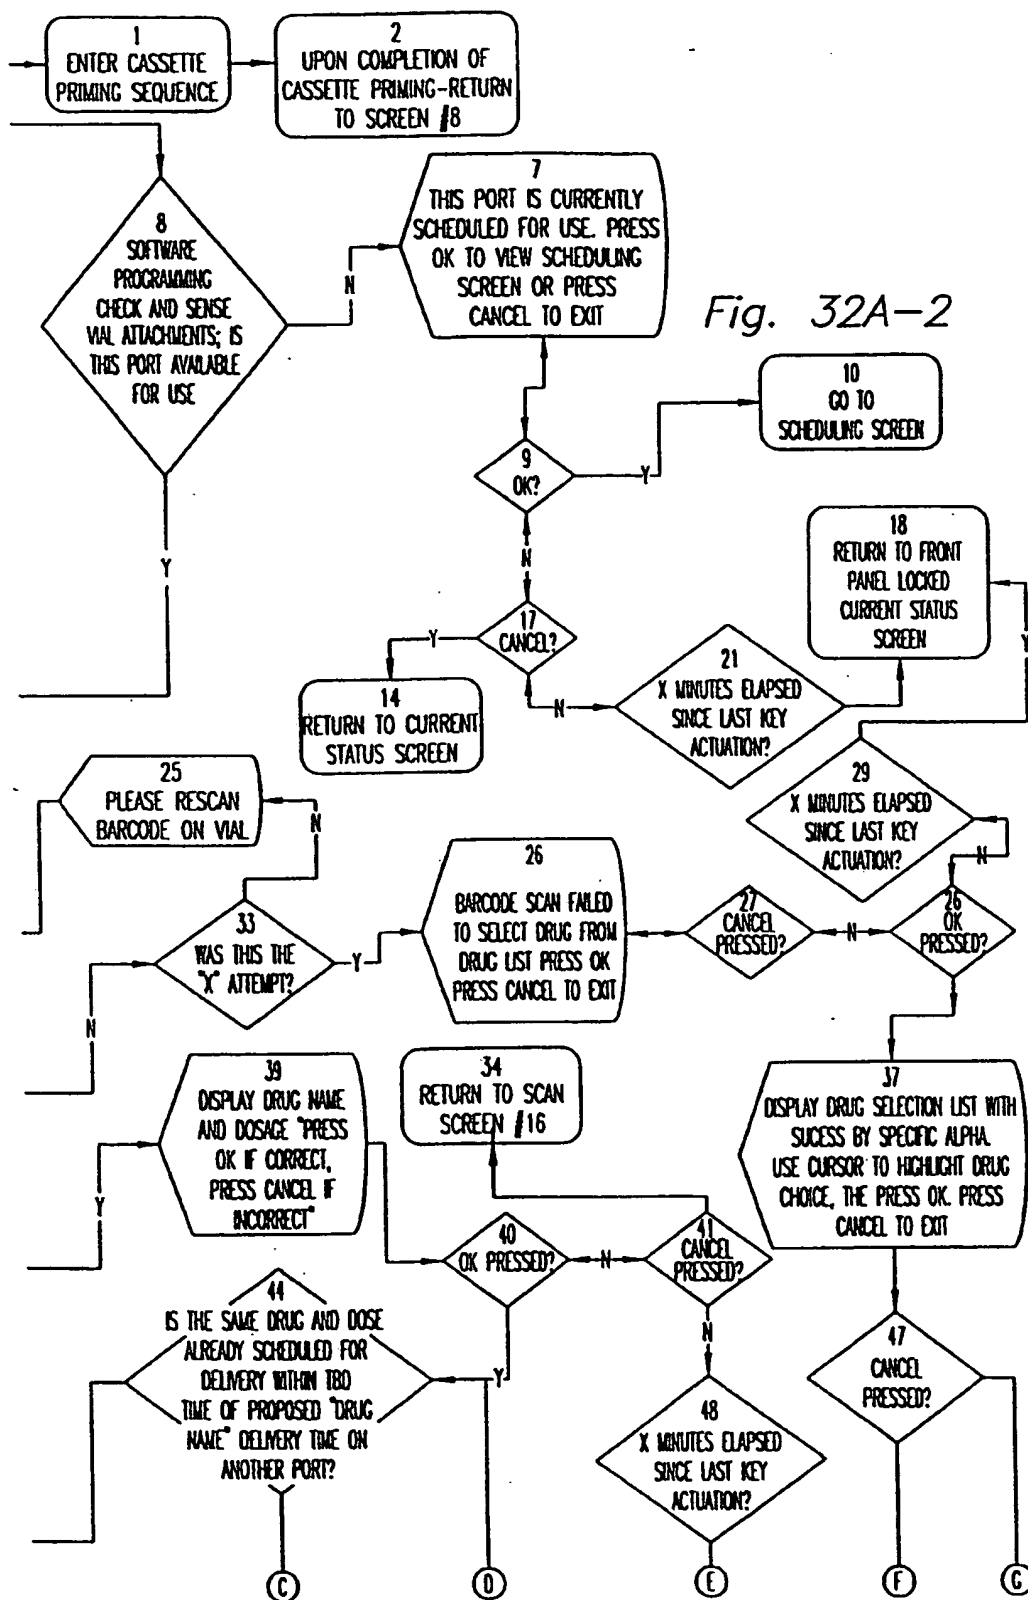 1
ENTER CASSETTE
PRIMING SEQUENCE
2
UPON COMPLETION OF
CASSETTE PRIMING-RETURN
TO SCREEN #8
8
SOFTWARE
PROGRAMMING
CHECK AND SENSE
VIAL ATTACHMENTS; IS
THIS PORT AVAILABLE
FOR USE
N
Y
7
THIS PORT IS CURRENTLY
SCHEDULED FOR USE. PRESS
OK TO VIEW SCHEDULING
SCREEN OR PRESS
CANCEL TO EXIT
Fig. 32A-2
10
GO TO
SCHEDULING SCREEN
9
OK?
Y
N
17
CANCEL?
Y
N
14
RETURN TO CURRENT
STATUS SCREEN
18
RETURN TO FRONT
PANEL LOCKED
CURRENT STATUS
SCREEN
21
X MINUTES ELAPSED
SINCE LAST KEY
ACTUATION?
Y
29
X MINUTES ELAPSED
SINCE LAST KEY
ACTUATION?
N
25
PLEASE RESCAN
BARCODE ON VIAL
N
33
WAS THIS THE
"X" ATTEMPT?
Y
N
26
BARCODE SCAN FAILED
TO SELECT DRUG FROM
DRUG LIST PRESS OK
PRESS CANCEL TO EXIT
27
CANCEL
PRESSED?
N
26
OK
PRESSED?
39
DISPLAY DRUG NAME
AND DOSAGE "PRESS
OK IF CORRECT,
PRESS CANCEL IF
INCORRECT"
Y
34
RETURN TO SCAN
SCREEN #16
37
DISPLAY DRUG SELECTION LIST WITH
SUCESS BY SPECIFIC ALPHA.
USE CURSOR TO HIGHLIGHT DRUG
CHOICE, THE PRESS OK. PRESS
CANCEL TO EXIT
40
OK PRESSED?
N
41
CANCEL
PRESSED?
Y
N
44
IS THE SAME DRUG AND DOSE
ALREADY SCHEDULED FOR
DELIVERY WITHIN TBD
TIME OF PROPOSED "DRUG
NAME" DELIVERY TIME ON
ANOTHER PORT?
47
CANCEL
PRESSED?
48
X MINUTES ELAPSED
SINCE LAST KEY
ACTUATION?
C
D
E
F
G